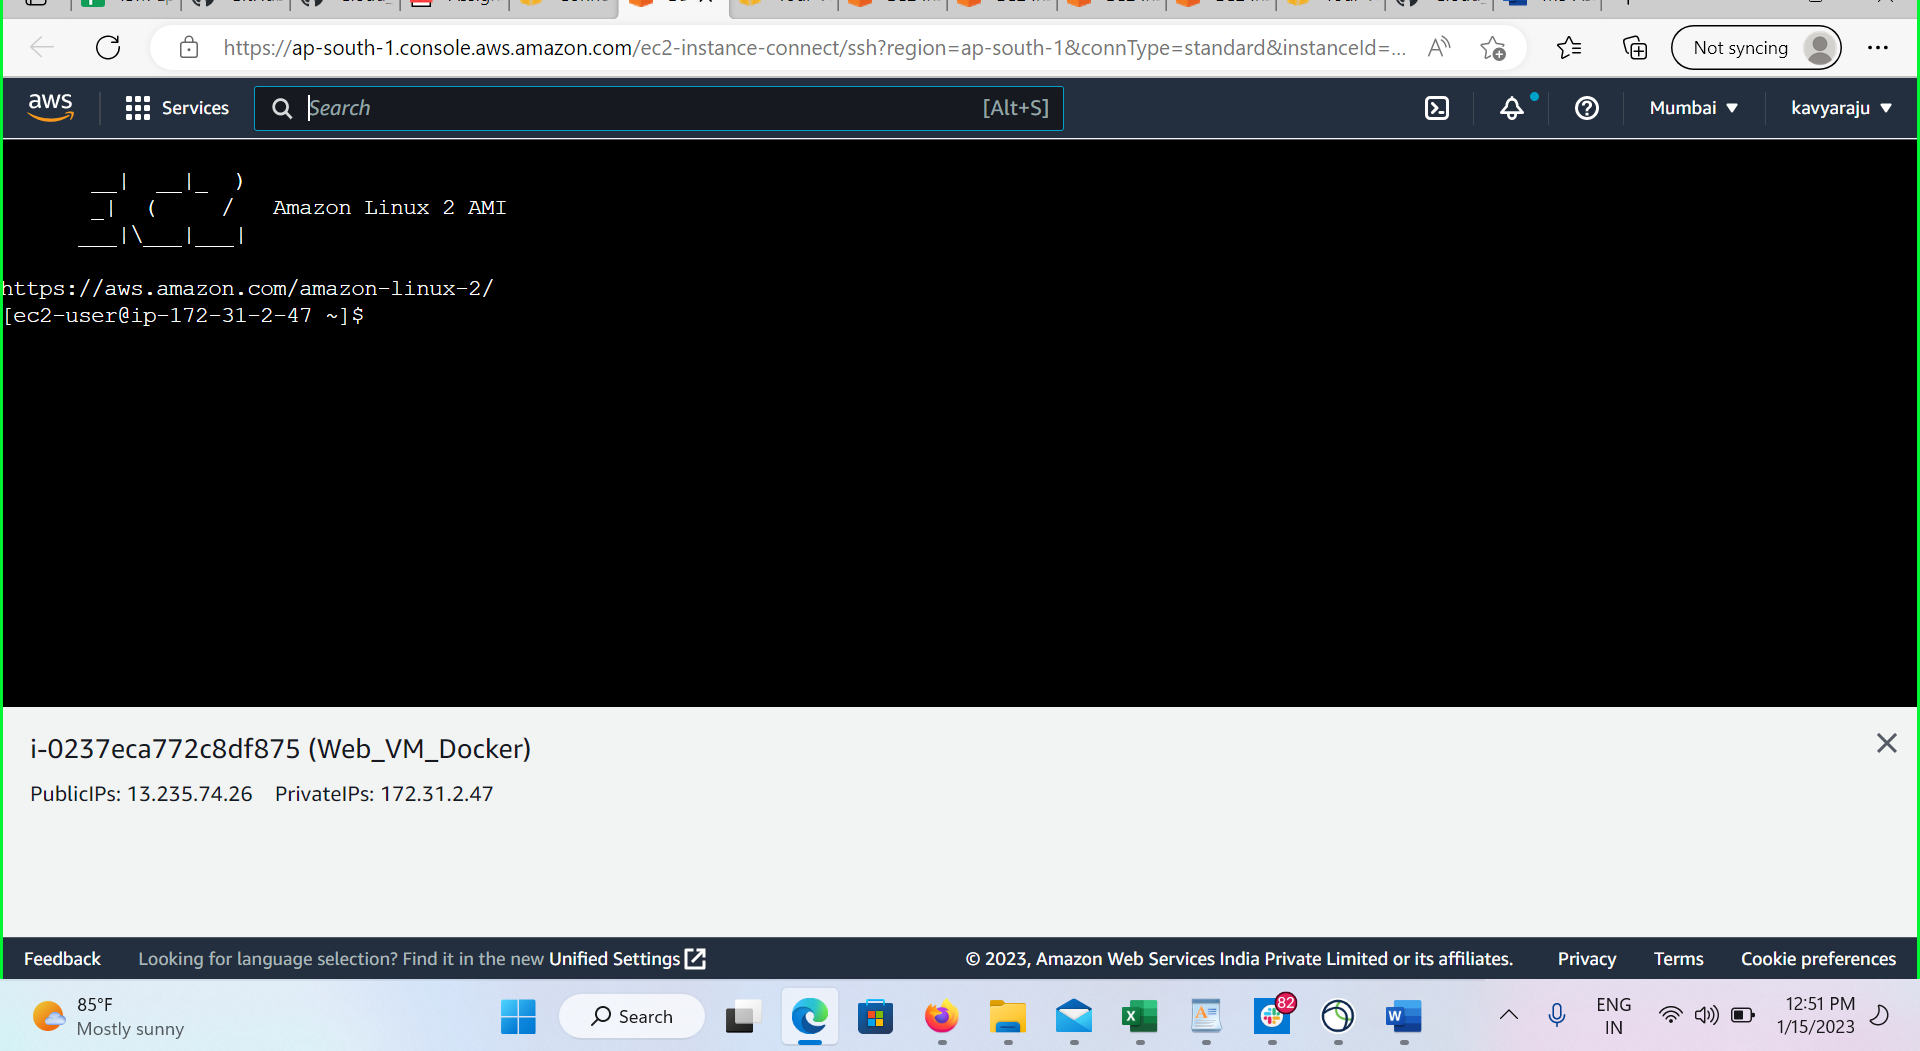 https://ap-south-1.console.aws.amazon.com/ec2-instance-connect/ssh?region=ap-south-1&connType=standard&instanceId=...
Not syncing
aws
Services
Search
[Alt+S]
Mumbai
kavyaraju
__|  __|_  )
_|  (     /   Amazon Linux 2 AMI
___|\___|___|
https://aws.amazon.com/amazon-linux-2/
[ec2-user@ip-172-31-2-47 ~]$
i-0237eca772c8df875 (Web_VM_Docker)
PublicIPs: 13.235.74.26 PrivateIPs: 172.31.2.47
Feedback
Looking for language selection? Find it in the new Unified Settings
© 2023, Amazon Web Services India Private Limited or its affiliates.
Privacy
Terms
Cookie preferences
85°F
Mostly sunny
Search
82
ENG
IN
12:51 PM
1/15/2023